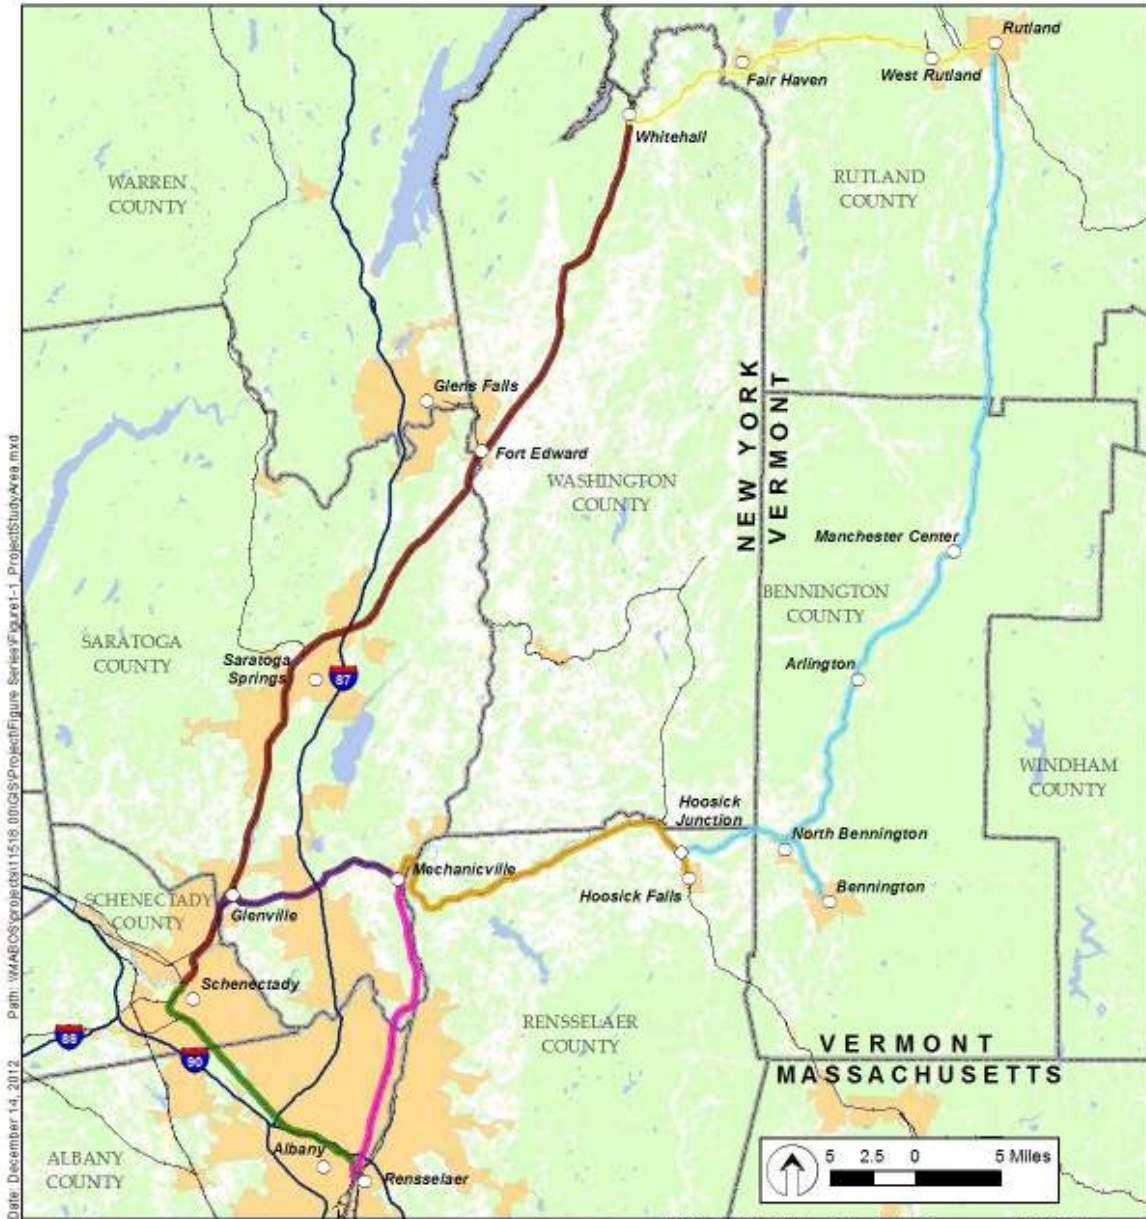 Rutland
West Rutland
Fair Haven
Whitehall
WARREN
COUNTY
RUTLAND
COUNTY
Glens Falls
NEW YORK
VERMONT
Fort Edward
WASHINGTON
COUNTY
Manchester Center
BENNINGTON
COUNTY
SARATOGA
COUNTY
Saratoga
Springs
87
Arlington
WINDHAM
COUNTY
Hoosick
Junction
North Bennington
Mechanicville
SCHENECTADY
COUNTY
Glenville
Hoosick Falls
Bennington
Schenectady
88
90
RENSSELAER
COUNTY
VERMONT
MASSACHUSETTS
ALBANY
COUNTY
Albany
Rensselaer
5 2.5 0 5 Miles
Date: December 14, 2012